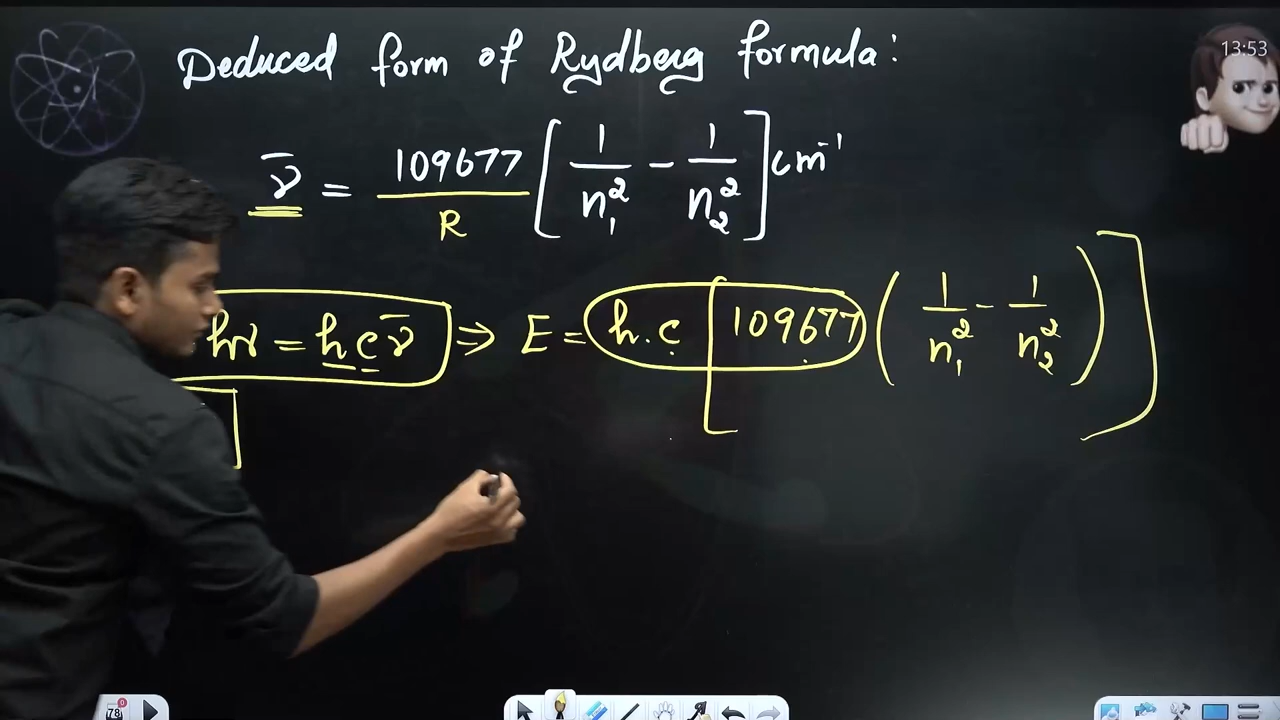 13:53
Deduced form of Rydberg formula:
ν̅ = 109677 [ 1/n₁² − 1/n₂² ] cm⁻¹
R
hν = h c ν̅ ⇒ E = h.c [ 109677 ( 1/n₁² − 1/n₂² ) ]
78